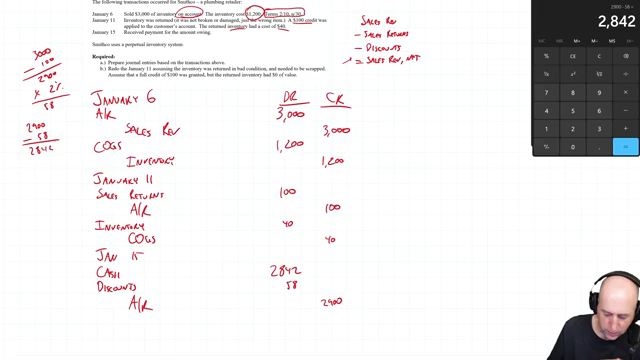 The following transactions occurred for Smithco - a plumbing retailer:
January 6 Sold $3,000 of inventory on account. The inventory cost $1,200. Terms 2/10, n/30.
January 11 Inventory was returned (it was not broken or damaged, just the wrong item.) A $100 credit was
applied to the customer's account. The returned inventory had a cost of $40.
January 15 Received payment for the amount owing.
Smithco uses a perpetual inventory system.
Required:
a.) Prepare journal entries based on the transactions above.
b.) Redo the January 11 assuming the inventory was returned in bad condition, and needed to be scrapped.
Assume that a full credit of $100 was granted, but the returned inventory had $0 of value.
SALES REV
- SALES RETURNS
- DISCOUNTS
= SALES REV, NET
2900 - 58 =
2,842
C
%
7
8
9
×
4
5
6
-
1
2
3
+
0
.
=
3000
- 100
2900
x 2%
58
2900
- 58
2842
JANUARY 6 DR CR
A/R 3,000
SALES REV 3,000
COGS 1,200
INVENTORY 1,200
JANUARY 11
SALES RETURNS 100
A/R 100
INVENTORY 40
COGS 40
JAN 15
CASH 2842
DISCOUNTS 58
A/R 2900